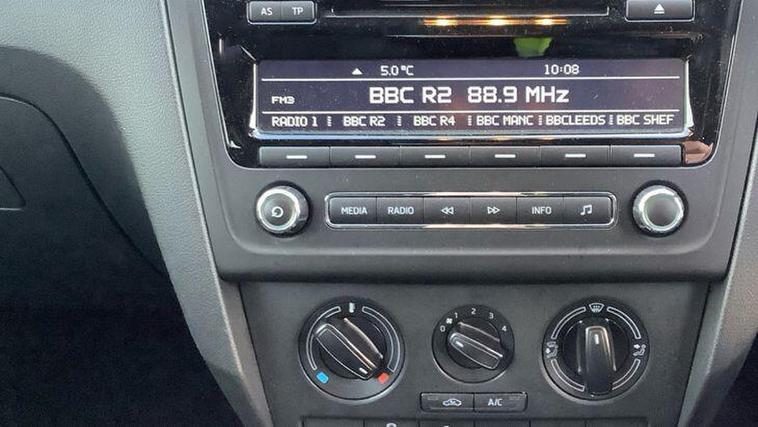 AS TP
5.0°C 10:08
FM3 BBC R2 88.9 MHz
RADIO 1 BBC R2 BBC R4 BBC MANC BBCLEEDS BBC SHEF
MEDIA RADIO INFO
0 1 2 3 4
A/C